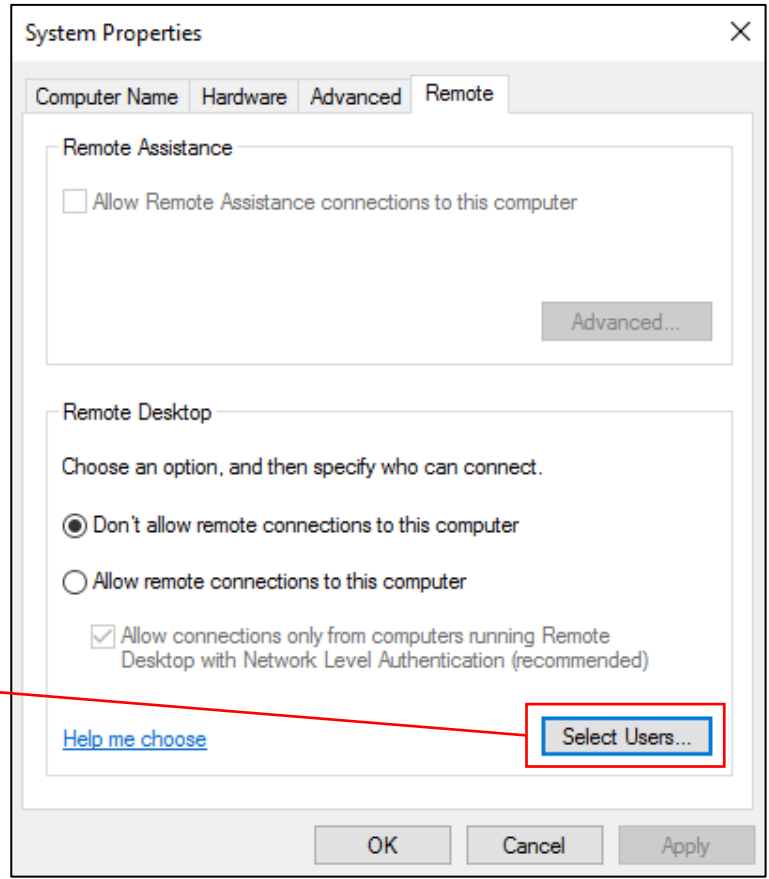 System Properties
Computer Name Hardware Advanced Remote
Remote Assistance
Allow Remote Assistance connections to this computer
Advanced...
Remote Desktop
Choose an option, and then specify who can connect.
Don't allow remote connections to this computer
Allow remote connections to this computer
Allow connections only from computers running Remote
Desktop with Network Level Authentication (recommended)
Help me choose
Select Users...
OK Cancel Apply